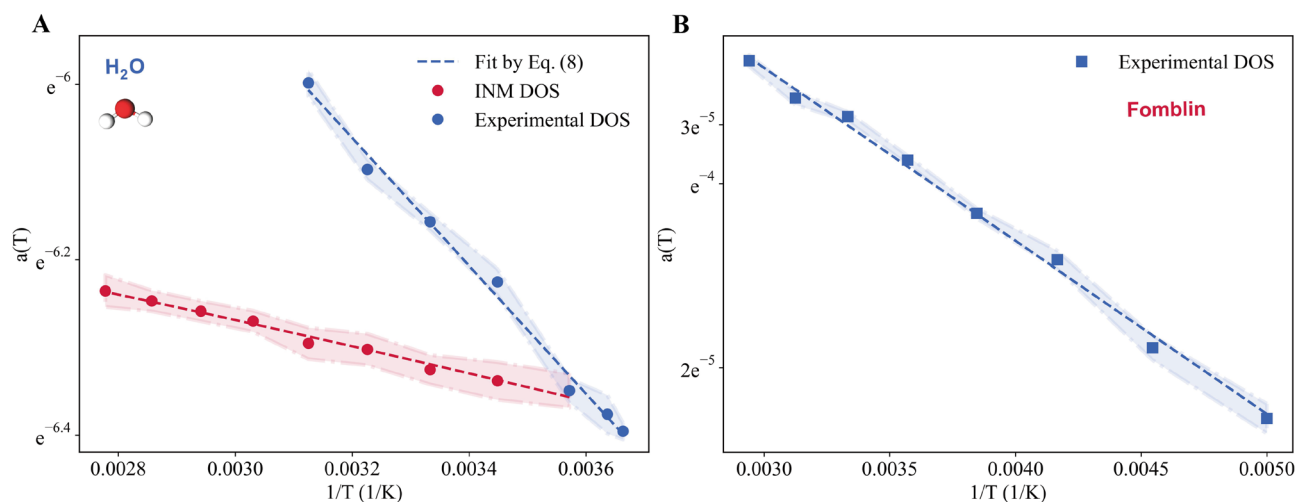 A
H₂O
Fit by Eq. (8)
INM DOS
Experimental DOS
a(T)
e⁻⁶
e⁻⁶·²
e⁻⁶·⁴
0.0028 0.0030 0.0032 0.0034 0.0036
1/T (1/K)
B
Experimental DOS
Fomblin
a(T)
3e⁻⁵
e⁻⁴
2e⁻⁵
0.0030 0.0035 0.0040 0.0045 0.0050
1/T (1/K)